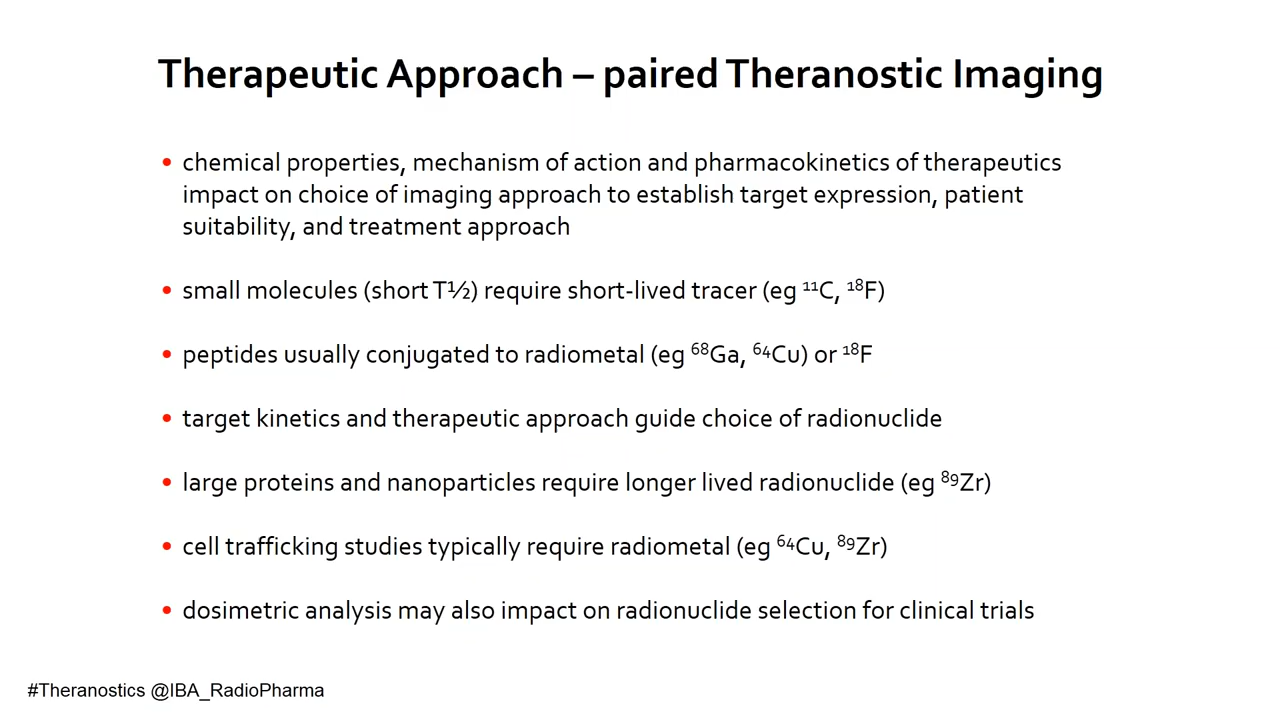 Therapeutic Approach – paired Theranostic Imaging
• chemical properties, mechanism of action and pharmacokinetics of therapeutics
impact on choice of imaging approach to establish target expression, patient
suitability, and treatment approach
• small molecules (short T½) require short-lived tracer (eg ¹¹C, ¹⁸F)
• peptides usually conjugated to radiometal (eg ⁶⁸Ga, ⁶⁴Cu) or ¹⁸F
• target kinetics and therapeutic approach guide choice of radionuclide
• large proteins and nanoparticles require longer lived radionuclide (eg ⁸⁹Zr)
• cell trafficking studies typically require radiometal (eg ⁶⁴Cu, ⁸⁹Zr)
• dosimetric analysis may also impact on radionuclide selection for clinical trials
#Theranostics @IBA_RadioPharma